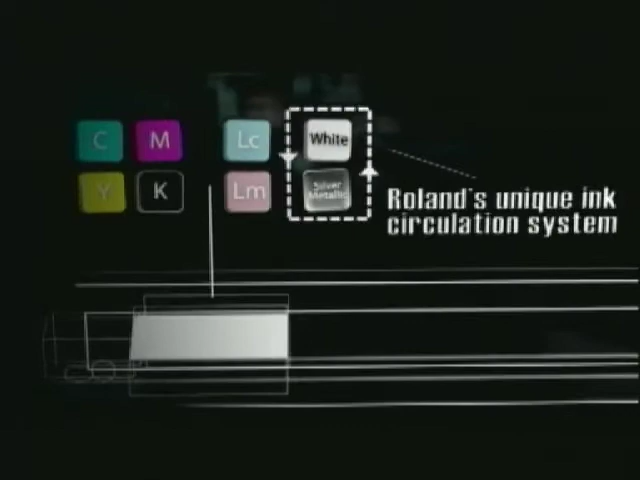 C M Lc White
Y K Lm Silver Metallic
Roland's unique ink
circulation system